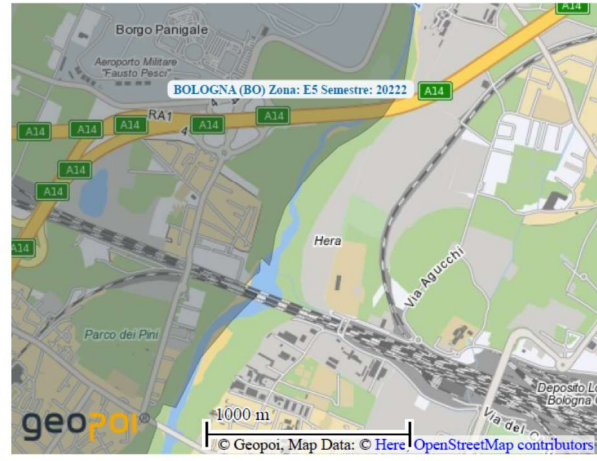 A14
Borgo Panigale
Aeroporto Militare
"Fausto Pesci"
BOLOGNA (BO) Zona: E5 Semestre: 20222
A14
4
RA1
4
A14
A14
A14
A14
A14
A14
A14
A14
Hera
Via Agucchi
Parco dei Pini
Deposito Lo
Bologna C
Via del
geopoi®
1000 m
© Geopoi, Map Data: © Here, OpenStreetMap contributors